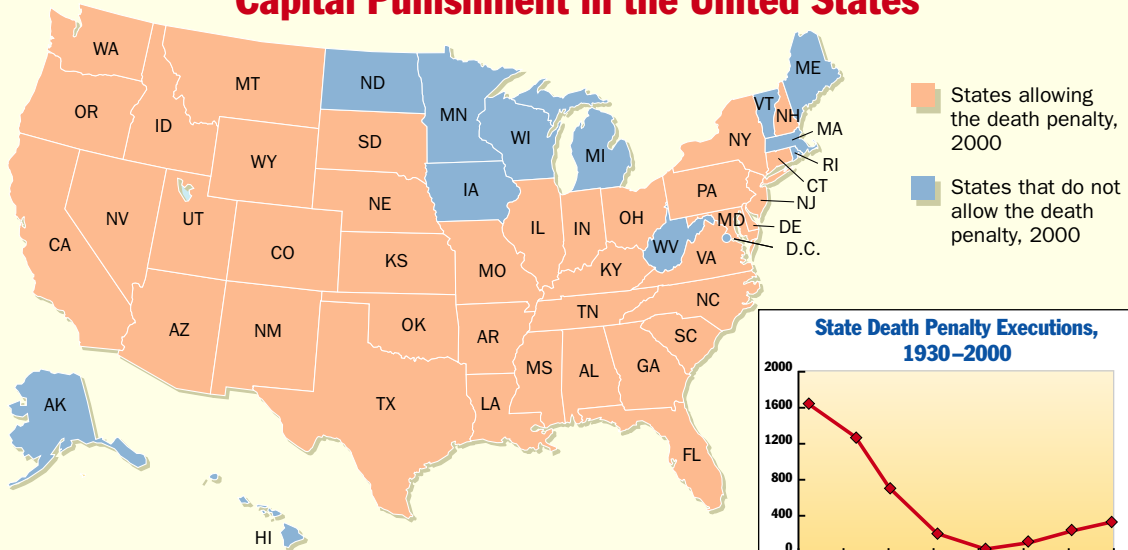 Capital Punishment in the United States
WA
MT
ND
MN
ME
OR
ID
WY
SD
WI
MI
VT
NH
NY
MA
RI
CT
NJ
States allowing
the death penalty,
2000
States that do not
allow the death
penalty, 2000
CA
NV
UT
CO
NE
IA
IL
IN
OH
PA
MD
DE
D.C.
WV
VA
KS
MO
KY
NC
AZ
NM
OK
AR
TN
SC
MS
AL
GA
TX
LA
FL
AK
HI
State Death Penalty Executions,
1930–2000
2000
1600
1200
800
400
0